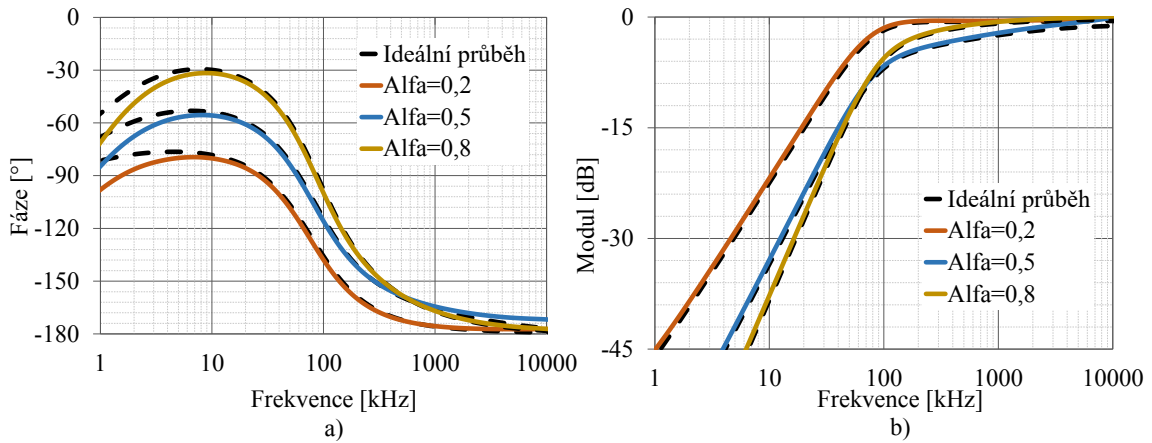 0
-30
-60
-90
-120
-150
-180
Fáze [°]
Ideální průběh
Alfa=0,2
Alfa=0,5
Alfa=0,8
1
10
100
1000
10000
Frekvence [kHz]
a)
0
-15
-30
-45
Modul [dB]
Ideální průběh
Alfa=0,2
Alfa=0,5
Alfa=0,8
1
10
100
1000
10000
Frekvence [kHz]
b)